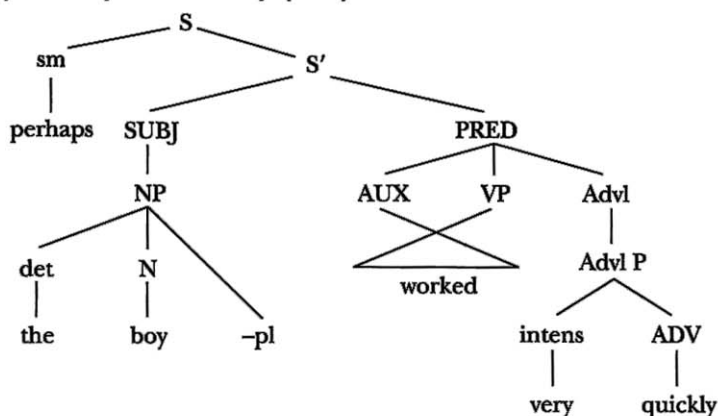 S
sm S′
perhaps SUBJ PRED
NP AUX VP Advl
det N Advl P
worked
the boy –pl intens ADV
very quickly